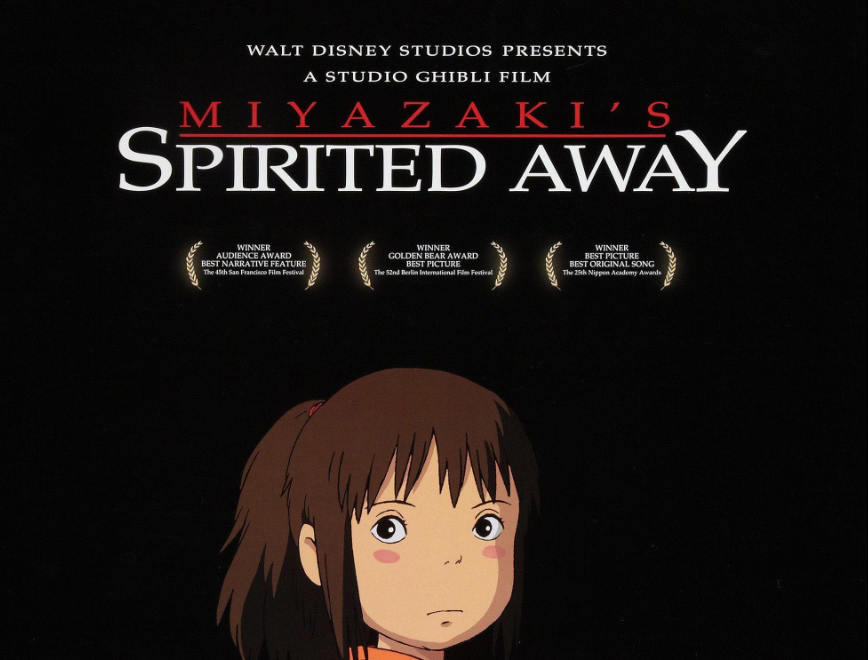 WALT DISNEY STUDIOS PRESENTS
A STUDIO GHIBLI FILM
MIYAZAKI'S
SPIRITED AWAY
WINNER
AUDIENCE AWARD
BEST NARRATIVE FEATURE
The 45th San Francisco Film Festival
WINNER
GOLDEN BEAR AWARD
BEST PICTURE
The 52nd Berlin International Film Festival
WINNER
BEST PICTURE
BEST ORIGINAL SONG
The 25th Nippon Academy Awards